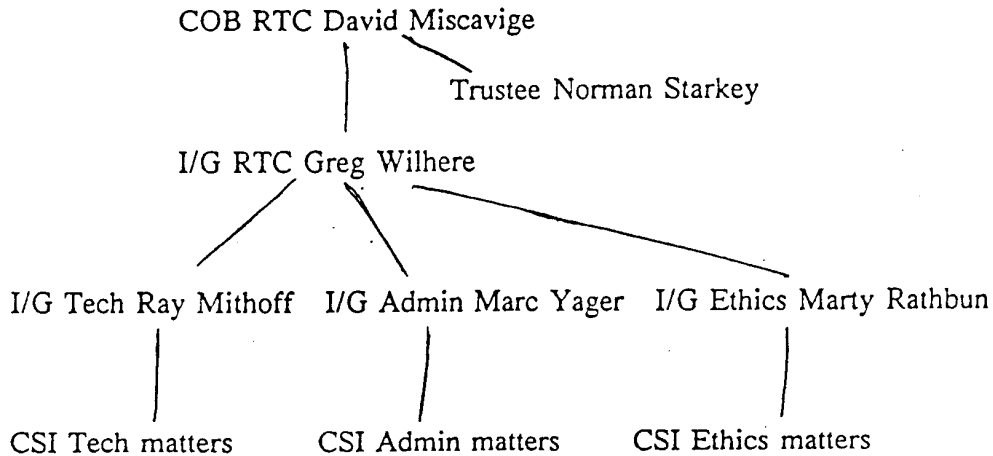 COB RTC David Miscavige
Trustee Norman Starkey
I/G RTC Greg Wilhere
I/G Tech Ray Mithoff I/G Admin Marc Yager I/G Ethics Marty Rathbun
CSI Tech matters CSI Admin matters CSI Ethics matters